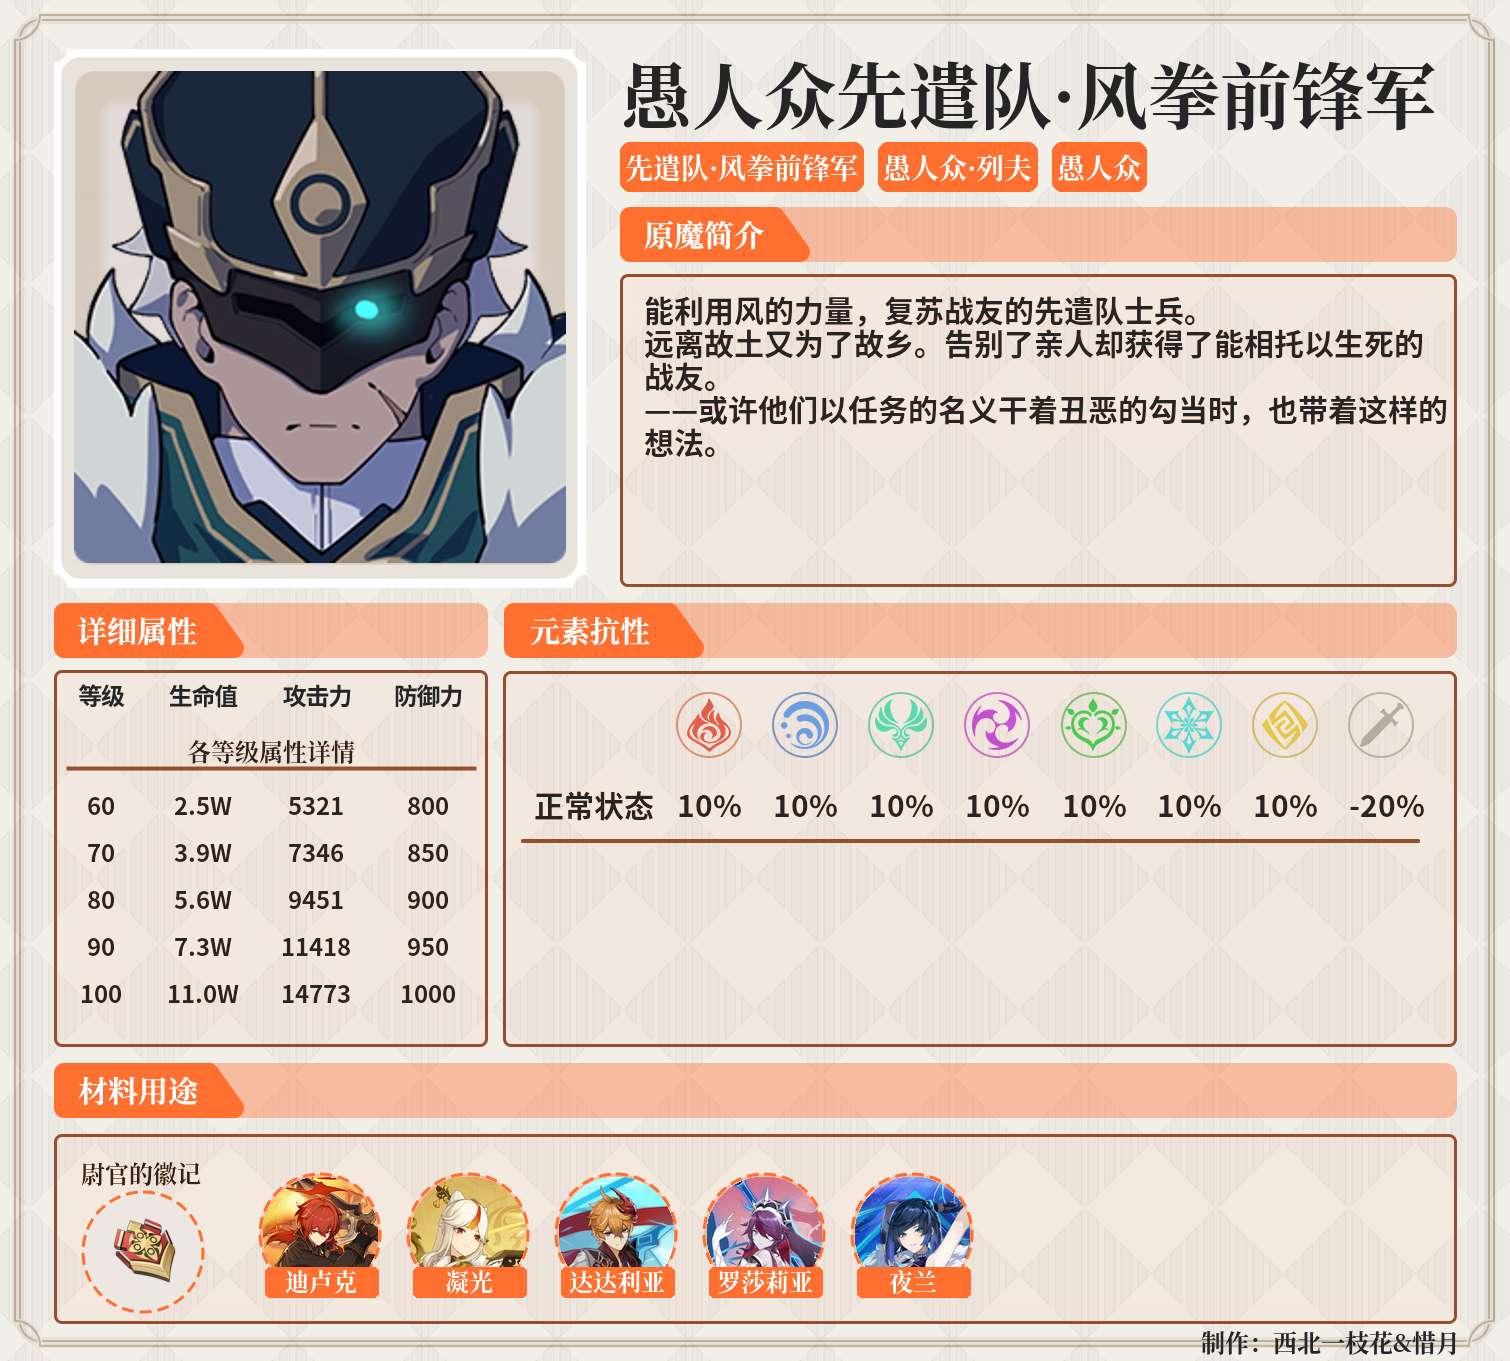 愚人众先遣队·风拳前锋军
先遣队·风拳前锋军 愚人众·列夫 愚人众
原魔简介
能利用风的力量，复苏战友的先遣队士兵。
远离故土又为了故乡。告别了亲人却获得了能相托以生死的
战友。
——或许他们以任务的名义干着丑恶的勾当时，也带着这样的
想法。
详细属性
等级 生命值 攻击力 防御力
各等级属性详情
60 2.5W 5321 800
70 3.9W 7346 850
80 5.6W 9451 900
90 7.3W 11418 950
100 11.0W 14773 1000
元素抗性
正常状态 10% 10% 10% 10% 10% 10% 10% -20%
材料用途
尉官的徽记
迪卢克 凝光 达达利亚 罗莎莉亚 夜兰
制作：西北一枝花&惜月